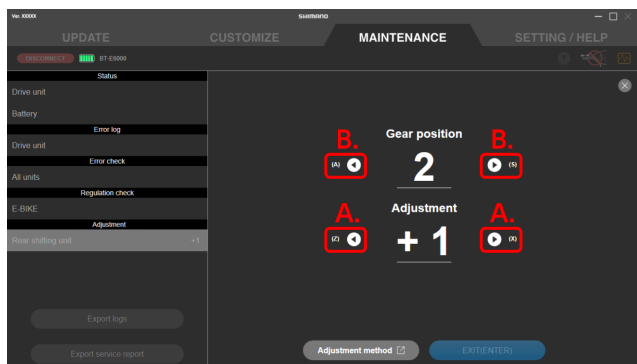 Ver. XXXXX
SHIMANO
UPDATE
CUSTOMIZE
MAINTENANCE
SETTING / HELP
DISCONNECT
BT-E6000
Status
Drive unit
Battery
Error log
Drive unit
Error check
All units
Regulation check
E-BIKE
Adjustment
Rear shifting unit +1
Export logs
Export service report
Gear position
B.
B.
(A)
2
(S)
Adjustment
A.
A.
(Z)
+ 1
(X)
Adjustment method
EXIT(ENTER)